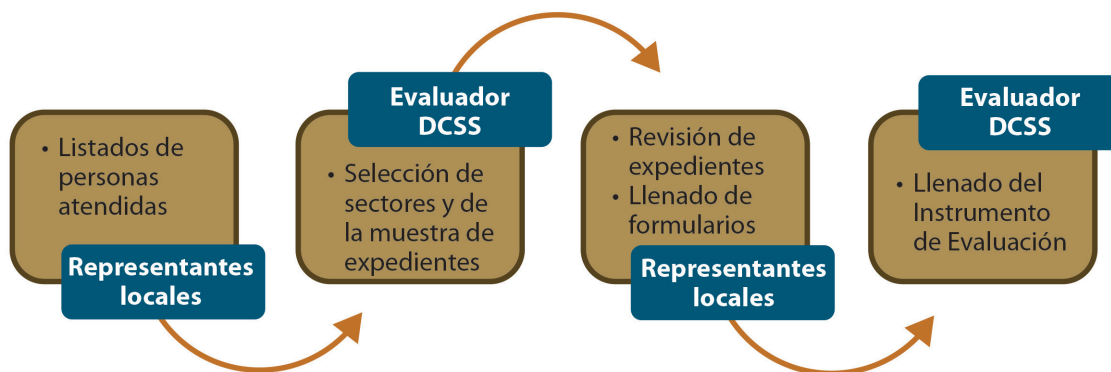 • Listados de
personas
atendidas
Representantes
locales
Evaluador
DCSS
• Selección de
sectores y de
la muestra de
expedientes
• Revisión de
expedientes
• Llenado de
formularios
Representantes
locales
Evaluador
DCSS
• Llenado del
Instrumento
de Evaluación